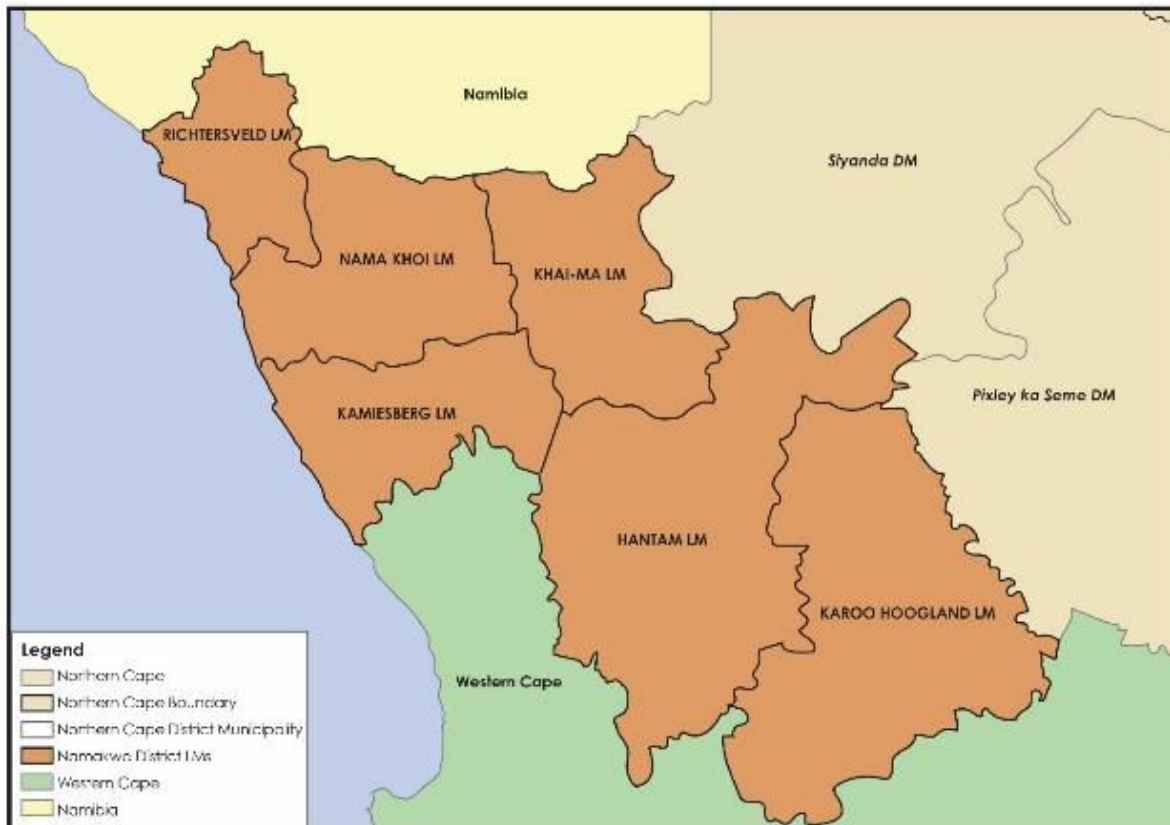 Namibia
RICHTERSVELD LM
Siyanda DM
NAMA KHOI LM
KHAI-MA LM
KAMIESBERG LM
Pixley ka Seme DM
HANTAM LM
KAROO HOOGLAND LM
Western Cape
Legend
Northern Cape
Northern Cape Boundary
Northern Cape District Municipality
Namakwa District LMs
Western Cape
Namibia